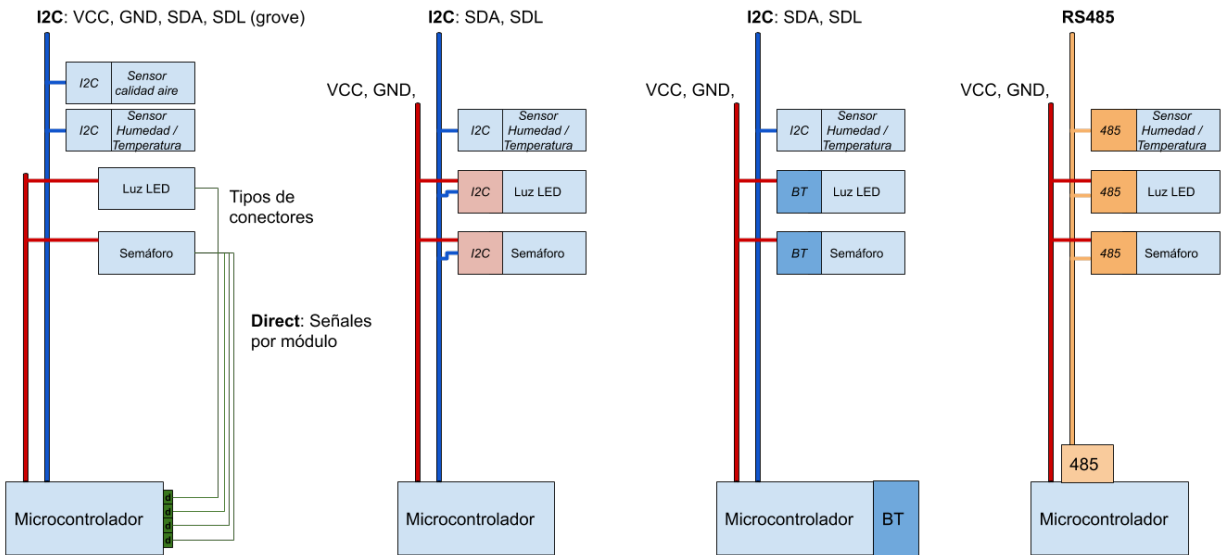 I2C: VCC, GND, SDA, SDL (grove)
I2C
Sensor
calidad aire
I2C
Sensor
Humedad /
Temperatura
Luz LED
Semáforo
Tipos de
conectores
Direct: Señales
por módulo
Microcontrolador
d
d
d
d
I2C: SDA, SDL
VCC, GND,
I2C
Sensor
Humedad /
Temperatura
I2C
Luz LED
I2C
Semáforo
Microcontrolador
I2C: SDA, SDL
VCC, GND,
I2C
Sensor
Humedad /
Temperatura
BT
Luz LED
BT
Semáforo
Microcontrolador
BT
RS485
VCC, GND,
485
Sensor
Humedad /
Temperatura
485
Luz LED
485
Semáforo
485
Microcontrolador